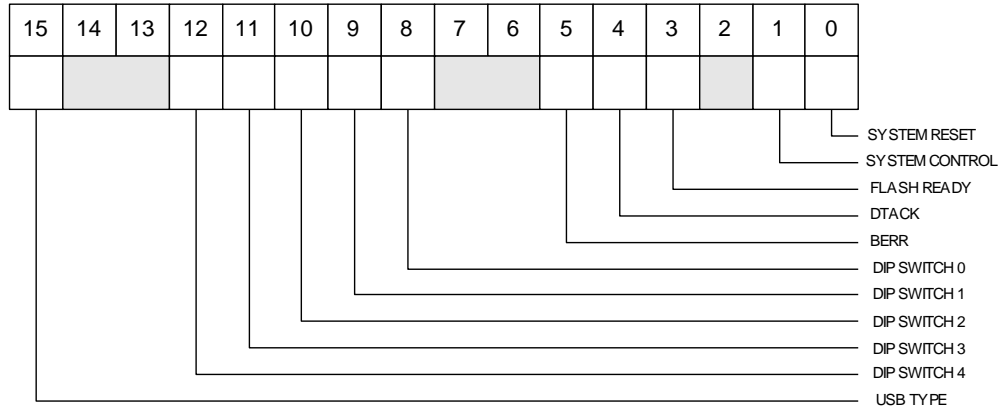 15 14 13 12 11 10 9 8 7 6 5 4 3 2 1 0
SYSTEM RESET
SYSTEM CONTROL
FLASH READY
DTACK
BERR
DIP SWITCH 0
DIP SWITCH 1
DIP SWITCH 2
DIP SWITCH 3
DIP SWITCH 4
USB TYPE